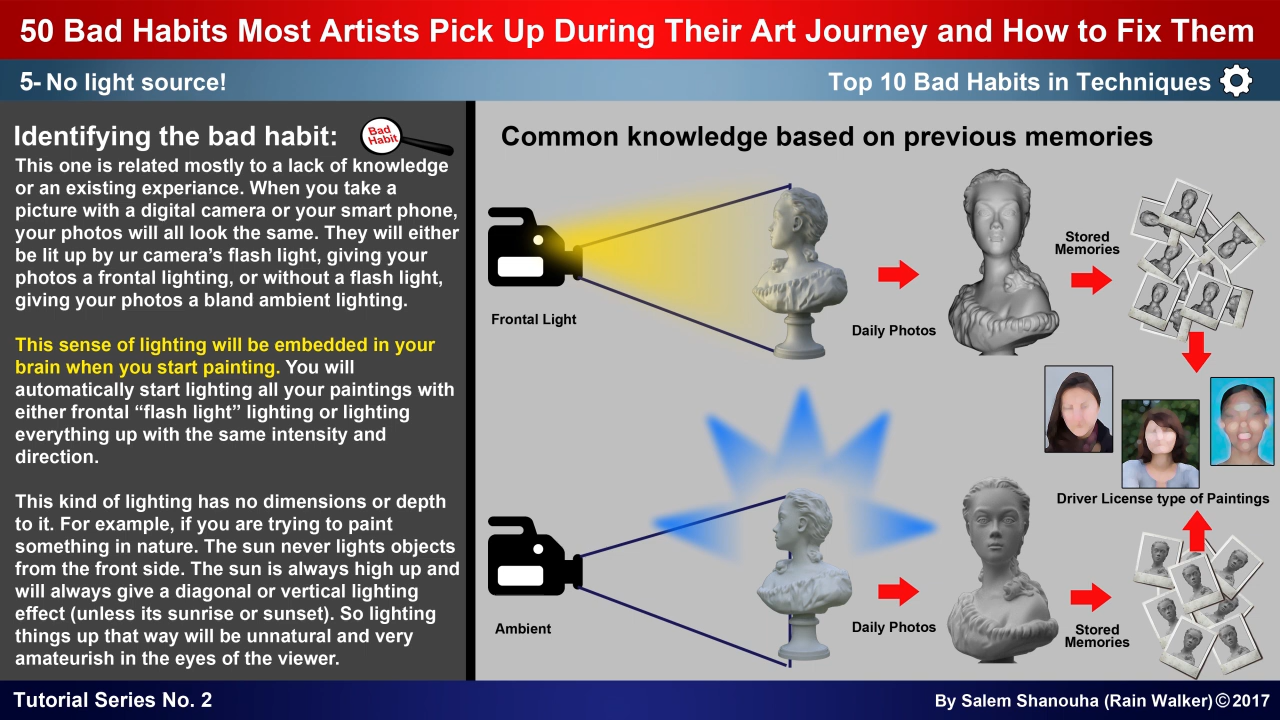 50 Bad Habits Most Artists Pick Up During Their Art Journey and How to Fix Them
5- No light source!
Top 10 Bad Habits in Techniques
Identifying the bad habit:
Bad
Habit
This one is related mostly to a lack of knowledge
or an existing experiance. When you take a
picture with a digital camera or your smart phone,
your photos will all look the same. They will either
be lit up by ur camera's flash light, giving your
photos a frontal lighting, or without a flash light,
giving your photos a bland ambient lighting.
This sense of lighting will be embedded in your
brain when you start painting. You will
automatically start lighting all your paintings with
either frontal “flash light” lighting or lighting
everything up with the same intensity and
direction.
This kind of lighting has no dimensions or depth
to it. For example, if you are trying to paint
something in nature. The sun never lights objects
from the front side. The sun is always high up and
will always give a diagonal or vertical lighting
effect (unless its sunrise or sunset). So lighting
things up that way will be unnatural and very
amateurish in the eyes of the viewer.
Common knowledge based on previous memories
Frontal Light
Daily Photos
Stored
Memories
Driver License type of Paintings
Ambient
Daily Photos
Stored
Memories
Tutorial Series No. 2
By Salem Shanouha (Rain Walker) © 2017